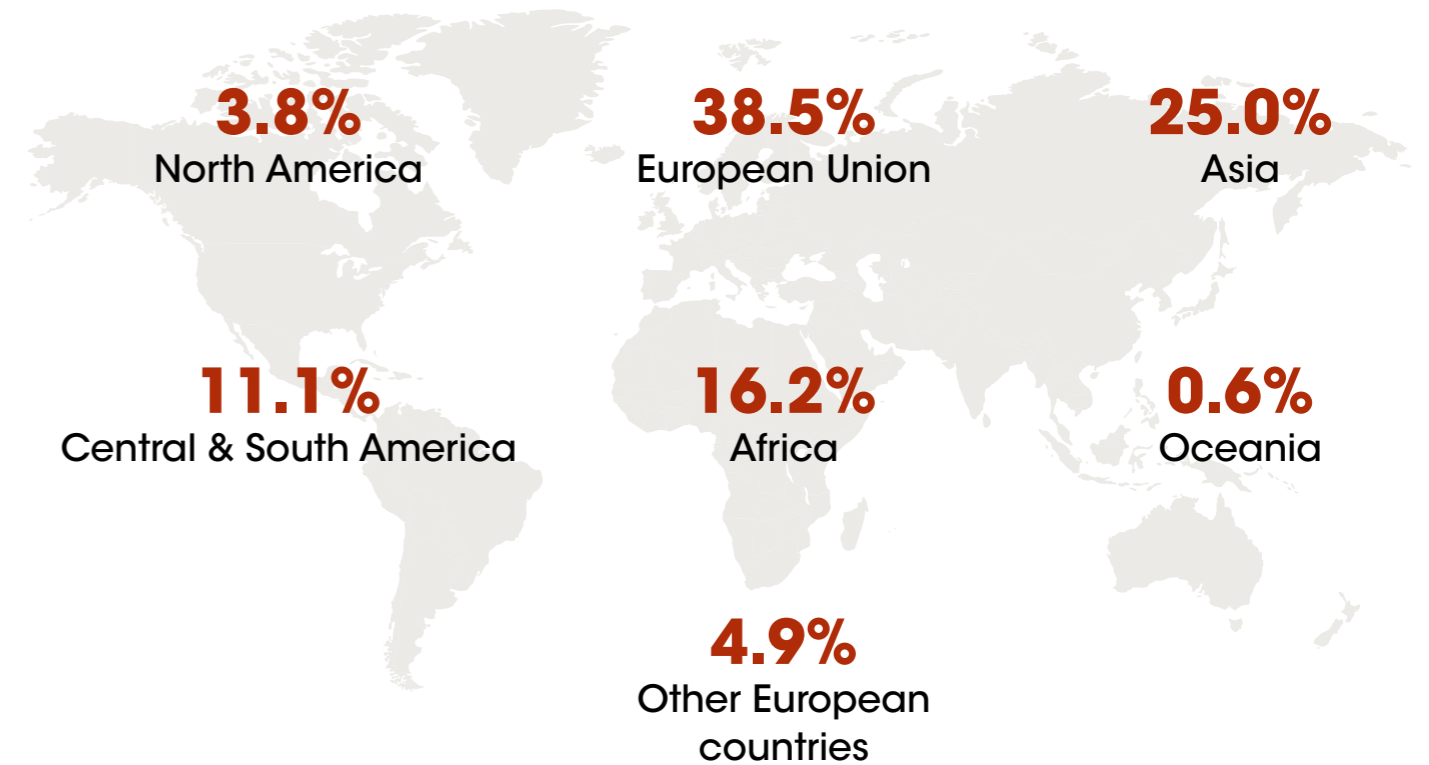 3.8%
North America
38.5%
European Union
25.0%
Asia
11.1%
Central & South America
16.2%
Africa
0.6%
Oceania
4.9%
Other European
countries